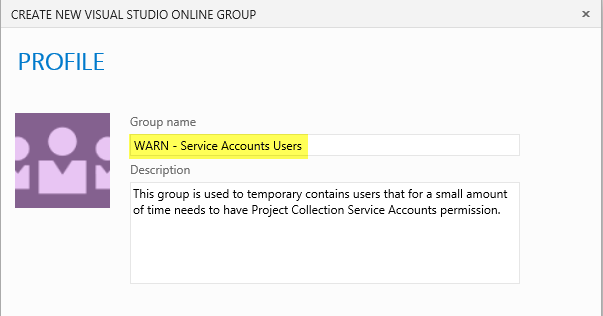 CREATE NEW VISUAL STUDIO ONLINE GROUP
PROFILE
Group name
WARN - Service Accounts Users
Description
This group is used to temporary contains users that for a small amount
of time needs to have Project Collection Service Accounts permission.